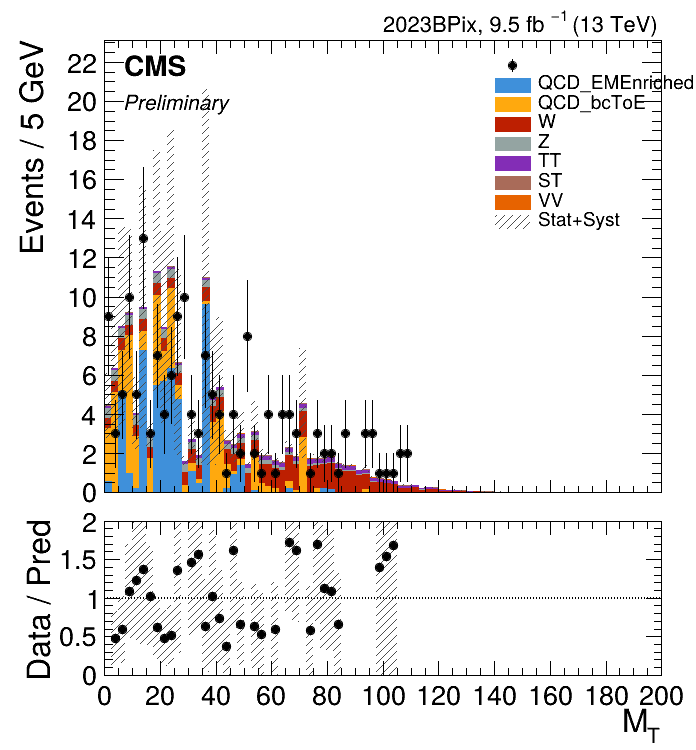 2023BPix, 9.5 fb⁻¹ (13 TeV)
CMS
Preliminary
QCD_EMEnriched
QCD_bcToE
W
Z
TT
ST
VV
Stat+Syst
Events / 5 GeV
22
20
18
16
14
12
10
8
6
4
2
0
Data / Pred
2
1.5
1
0.5
0
0 20 40 60 80 100 120 140 160 180 200
M_T